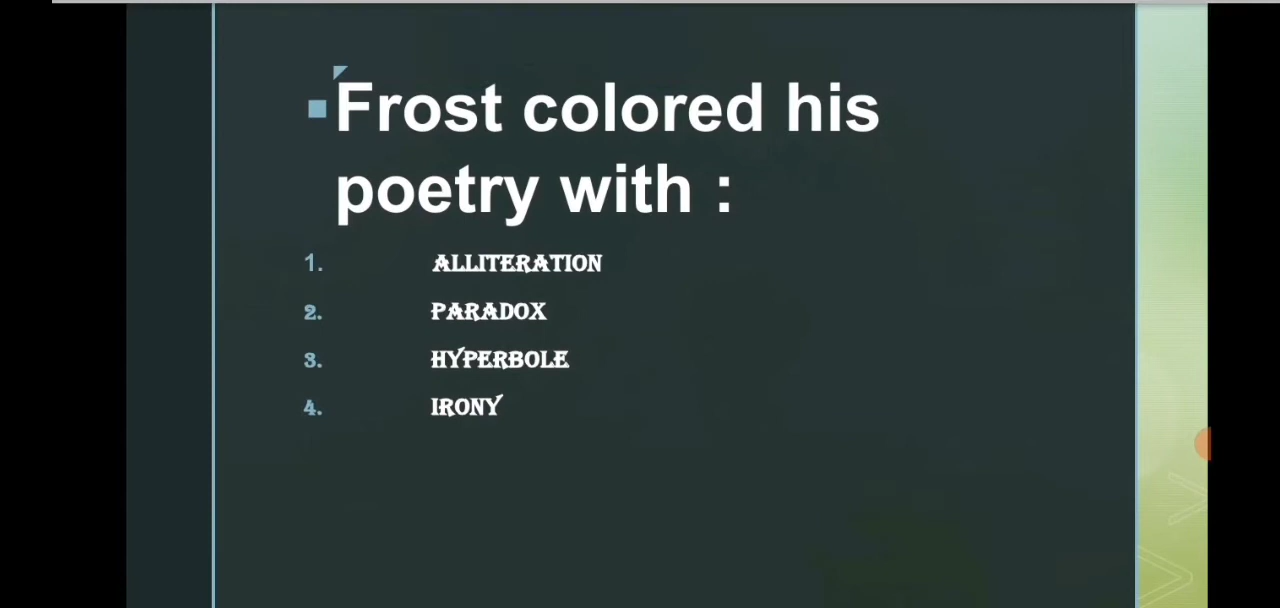 Frost colored his
poetry with :
1. ALLITERATION
2. PARADOX
3. HYPERBOLE
4. IRONY